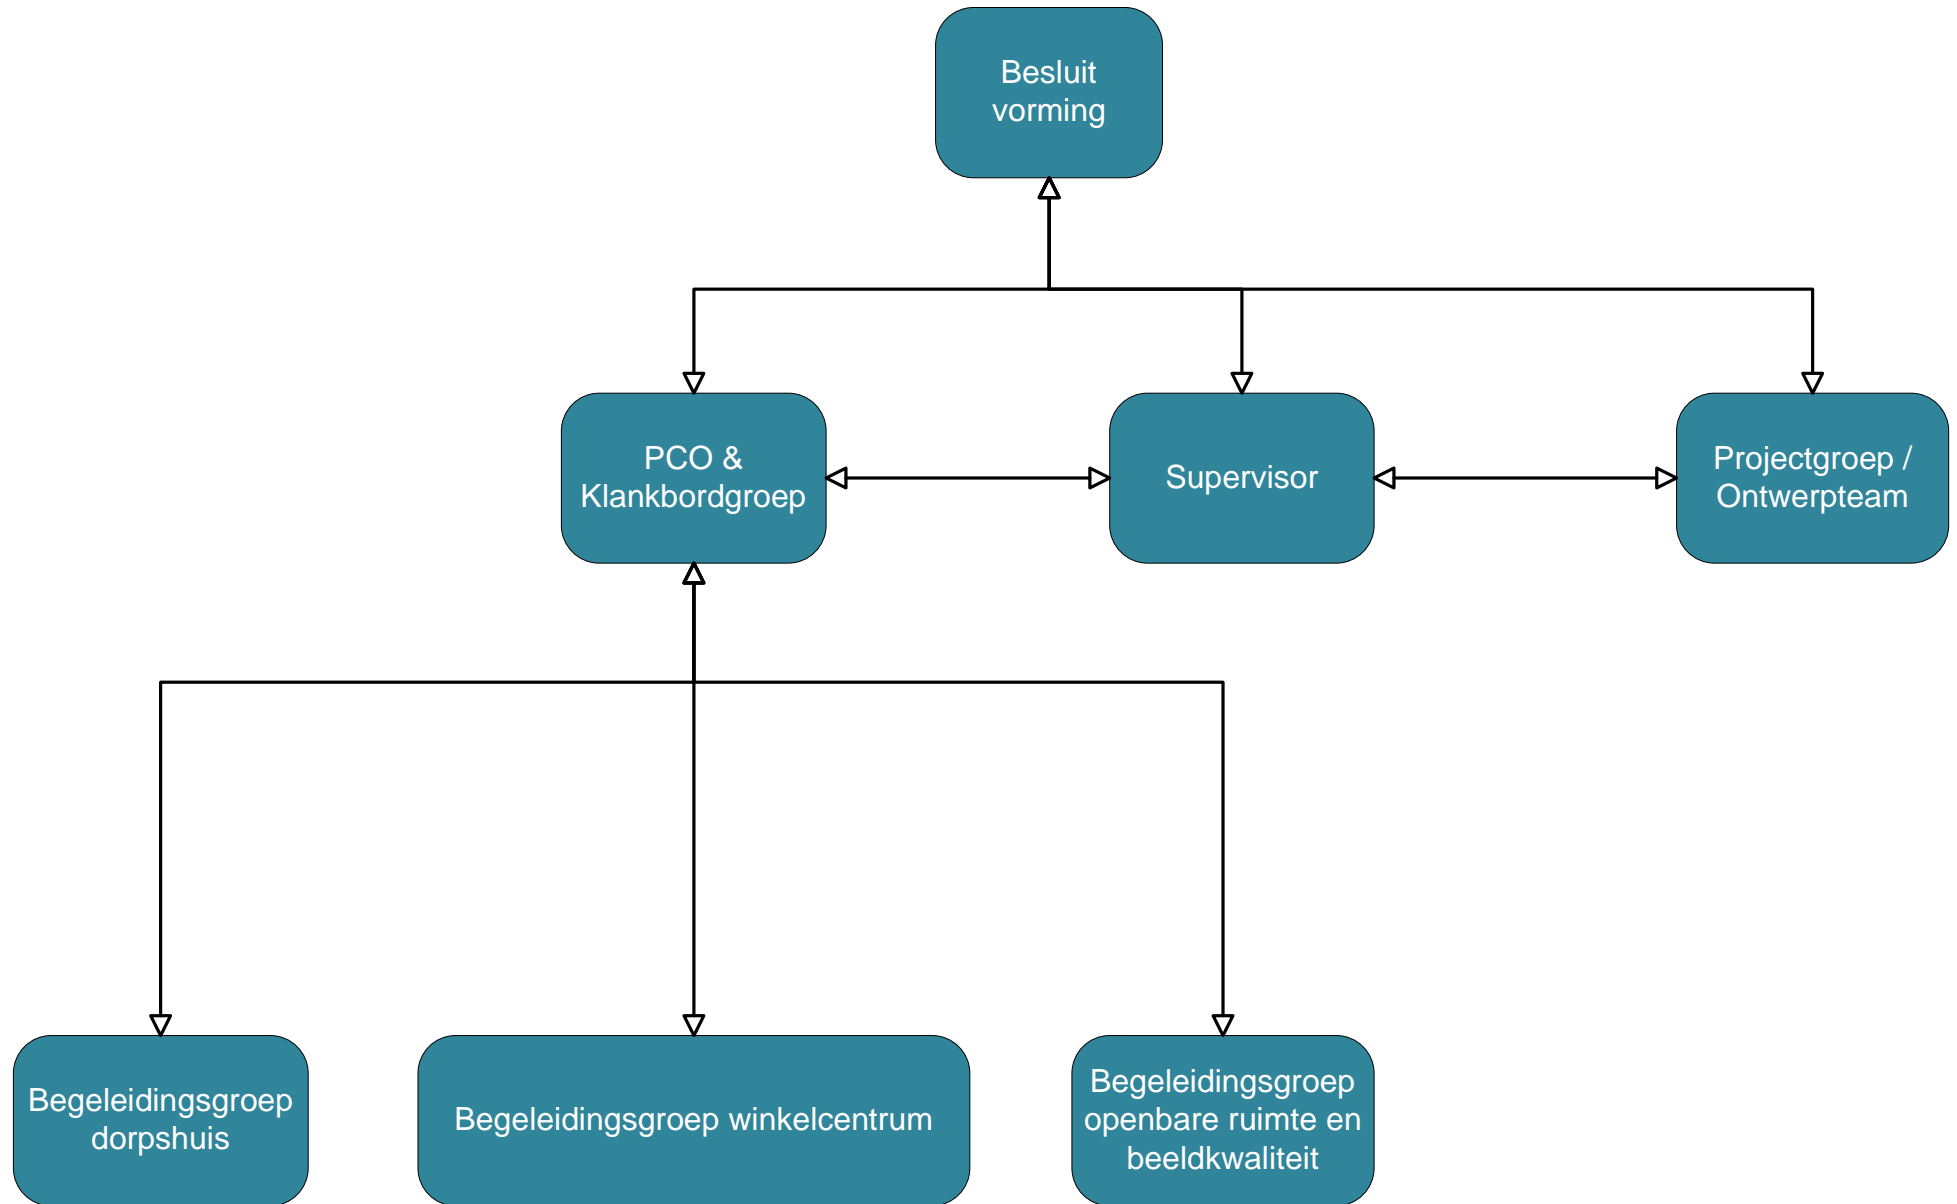 Besluit
vorming
PCO &
Klankbordgroep
Supervisor
Projectgroep /
Ontwerpteam
Begeleidingsgroep
dorpshuis
Begeleidingsgroep winkelcentrum
Begeleidingsgroep
openbare ruimte en
beeldkwaliteit